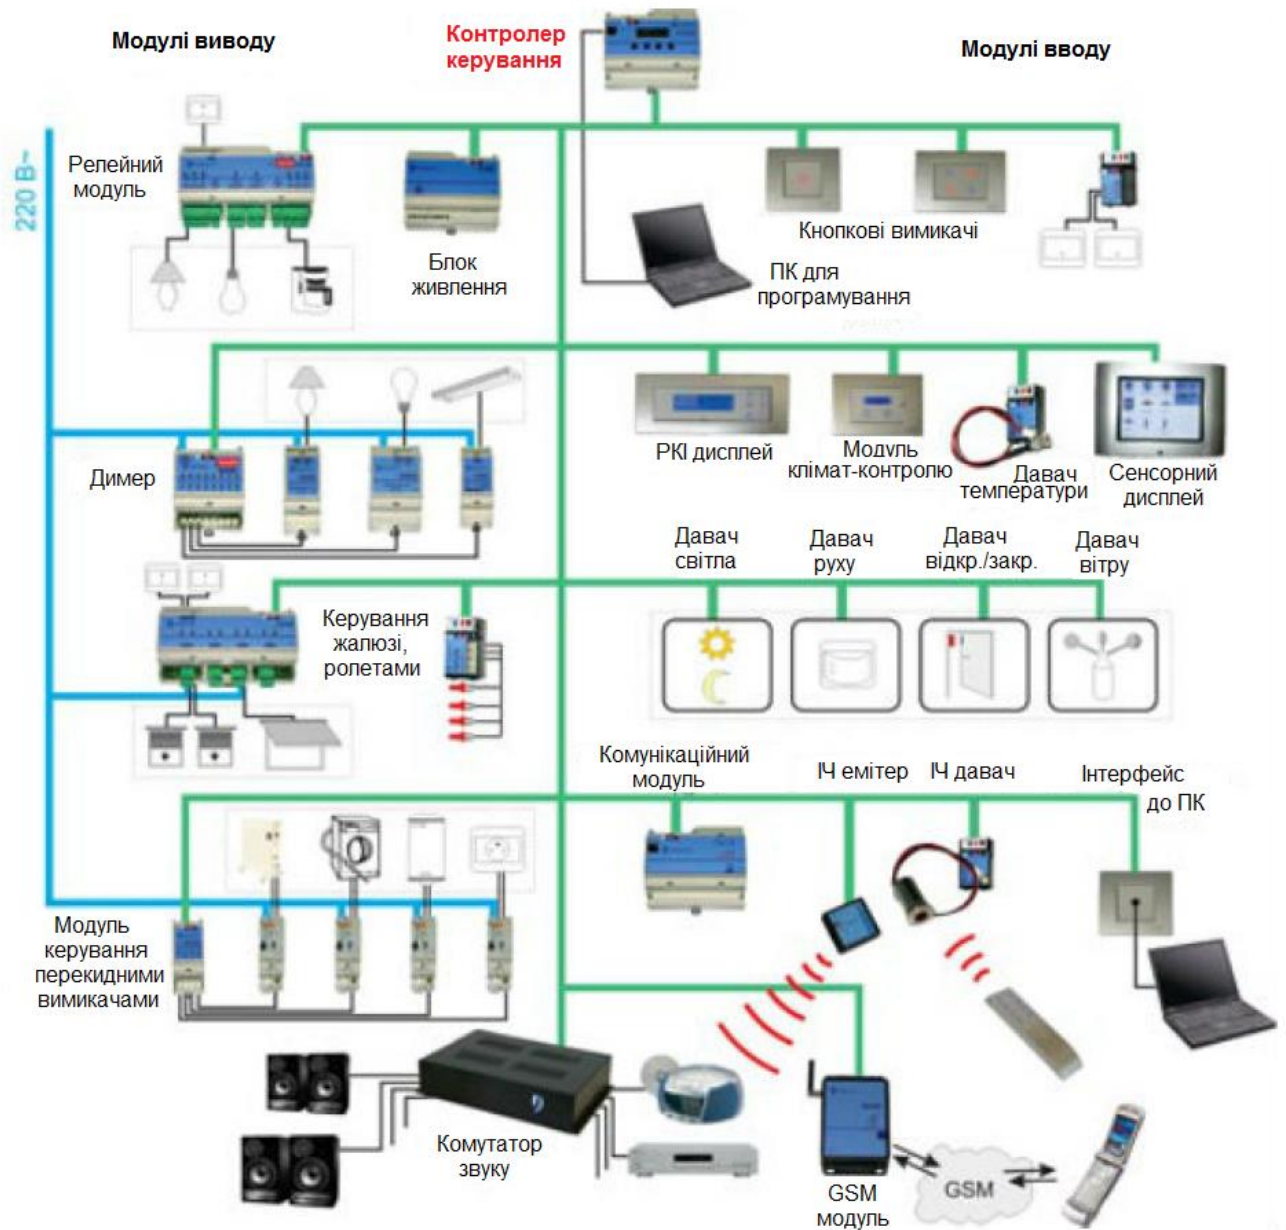 Модулі виводу
Контролер
керування
Модулі вводу
220 В~
Релейний
модуль
Блок
живлення
ПК для
програмування
Кнопкові вимикачі
Димер
РКІ дисплей
Модуль
клімат-контролю
Давач
температури
Сенсорний
дисплей
Давач
світла
Давач
руху
Давач
відкр./закр.
Давач
вітру
Керування
жалюзі,
ролетами
Комунікаційний
модуль
ІЧ емітер
ІЧ давач
Інтерфейс
до ПК
Модуль
керування
перекидними
вимикачами
Комутатор
звуку
GSM
модуль
GSM